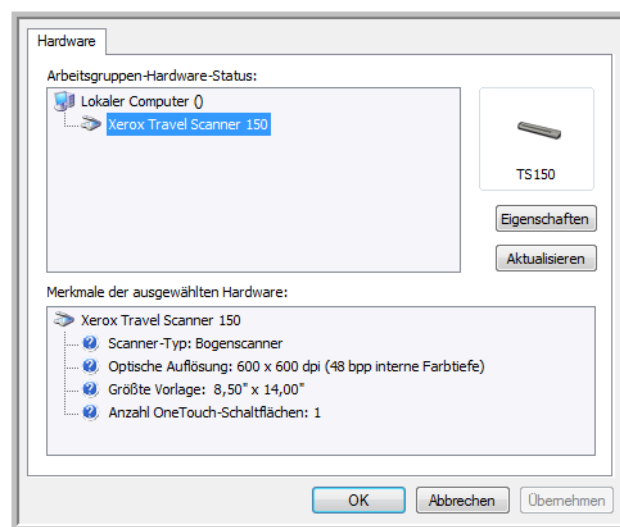 Hardware
Arbeitsgruppen-Hardware-Status:
Lokaler Computer ()
Xerox Travel Scanner 150
TS150
Eigenschaften
Aktualisieren
Merkmale der ausgewählten Hardware:
Xerox Travel Scanner 150
Scanner-Typ: Bogenscanner
Optische Auflösung: 600 x 600 dpi (48 bpp interne Farbtiefe)
Größte Vorlage: 8,50" x 14,00"
Anzahl OneTouch-Schaltflächen: 1
OK Abbrechen Übernehmen